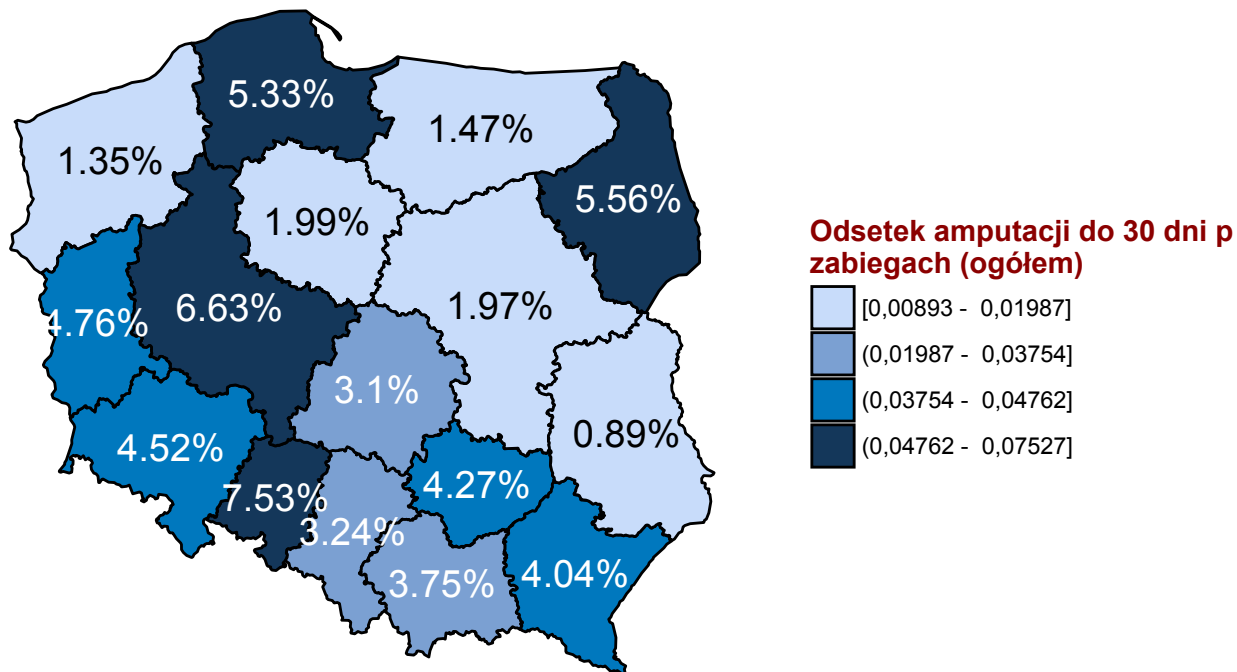 5.33%
1.47%
1.35%
5.56%
1.99%
6.63%
1.97%
4.76%
3.1%
0.89%
4.52%
4.27%
7.53%
3.24%
3.75%
4.04%
Odsetek amputacji do 30 dni p
zabiegach (ogółem)
[0,00893 - 0,01987]
(0,01987 - 0,03754]
(0,03754 - 0,04762]
(0,04762 - 0,07527]